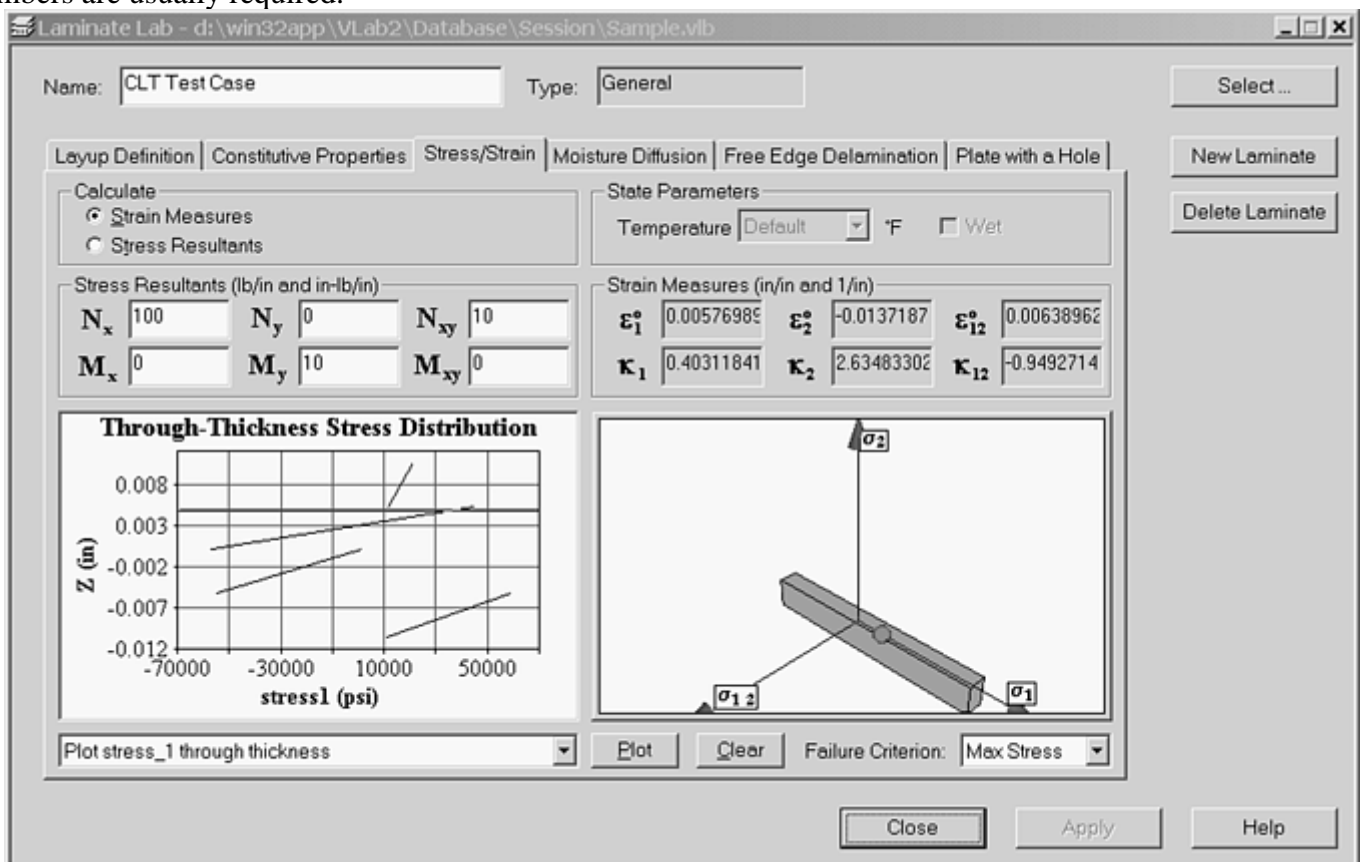 mbers are usually required.
Laminate Lab - d:\win32app\VLab2\Database\Session\Sample.vlb
Name: CLT Test Case Type: General Select ...
Layup Definition Constitutive Properties Stress/Strain Moisture Diffusion Free Edge Delamination Plate with a Hole New Laminate
Delete Laminate
Calculate
Strain Measures
Stress Resultants
State Parameters
Temperature Default °F Wet
Stress Resultants (lb/in and in-lb/in)
Nx 100 Ny 0 Nxy 10
Mx 0 My 10 Mxy 0
Strain Measures (in/in and 1/in)
ε°1 0.00576989 ε°2 -0.0137187 ε°12 0.00638962
κ1 0.40311841 κ2 2.63483302 κ12 -0.9492714
Through-Thickness Stress Distribution
0.008
0.003
-0.002
-0.007
-0.012
Z (in)
-70000 -30000 10000 50000
stress1 (psi)
σ2
σ1 2
σ1
Plot stress_1 through thickness Plot Clear Failure Criterion: Max Stress
Close Apply Help